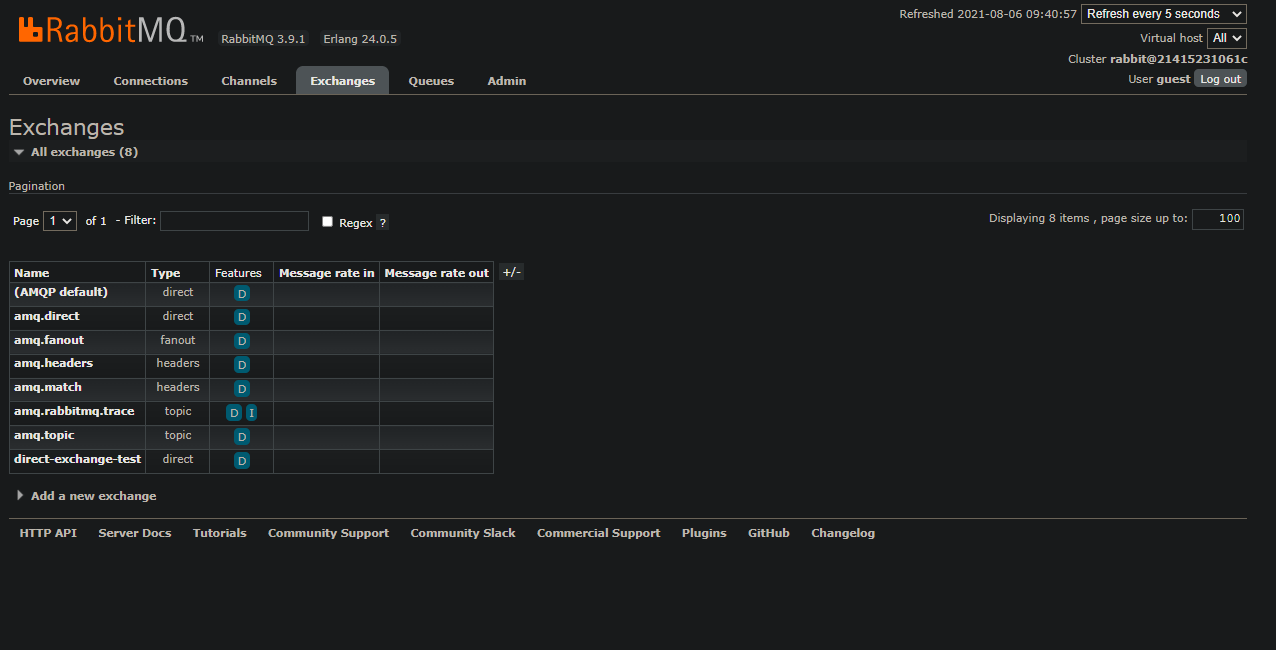 RabbitMQ TM RabbitMQ 3.9.1 Erlang 24.0.5
Refreshed 2021-08-06 09:40:57 Refresh every 5 seconds
Virtual host All
Cluster rabbit@21415231061c
User guest Log out
Overview Connections Channels Exchanges Queues Admin
Exchanges
All exchanges (8)
Pagination
Page 1 of 1 - Filter: Regex ? Displaying 8 items , page size up to: 100
Name Type Features Message rate in Message rate out +/-
(AMQP default) direct D
amq.direct direct D
amq.fanout fanout D
amq.headers headers D
amq.match headers D
amq.rabbitmq.trace topic D I
amq.topic topic D
direct-exchange-test direct D
Add a new exchange
HTTP API Server Docs Tutorials Community Support Community Slack Commercial Support Plugins GitHub Changelog